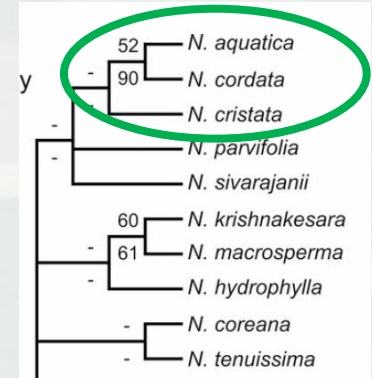 52 N. aquatica
-
y 90 N. cordata
-
N. cristata
-
- N. parvifolia
N. sivarajanii
60 N. krishnakesara
-
61 N. macrosperma
-
N. hydrophylla
- N. coreana
- N. tenuissima